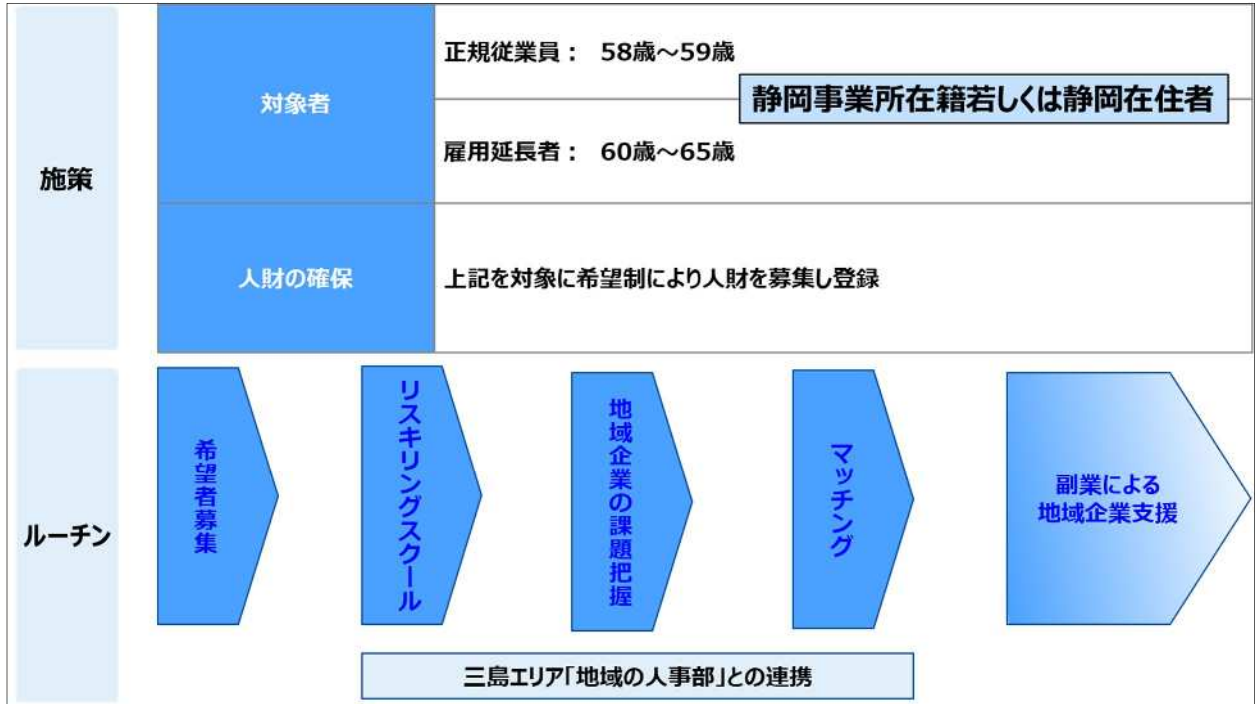 施策
対象者
正規従業員： 58歳～59歳
静岡事業所在籍若しくは静岡在住者
雇用延長者： 60歳～65歳
人財の確保
上記を対象に希望制により人財を募集し登録
ルーチン
希望者募集
リスキリングスクール
地域企業の課題把握
マッチング
副業による
地域企業支援
三島エリア「地域の人事部」との連携